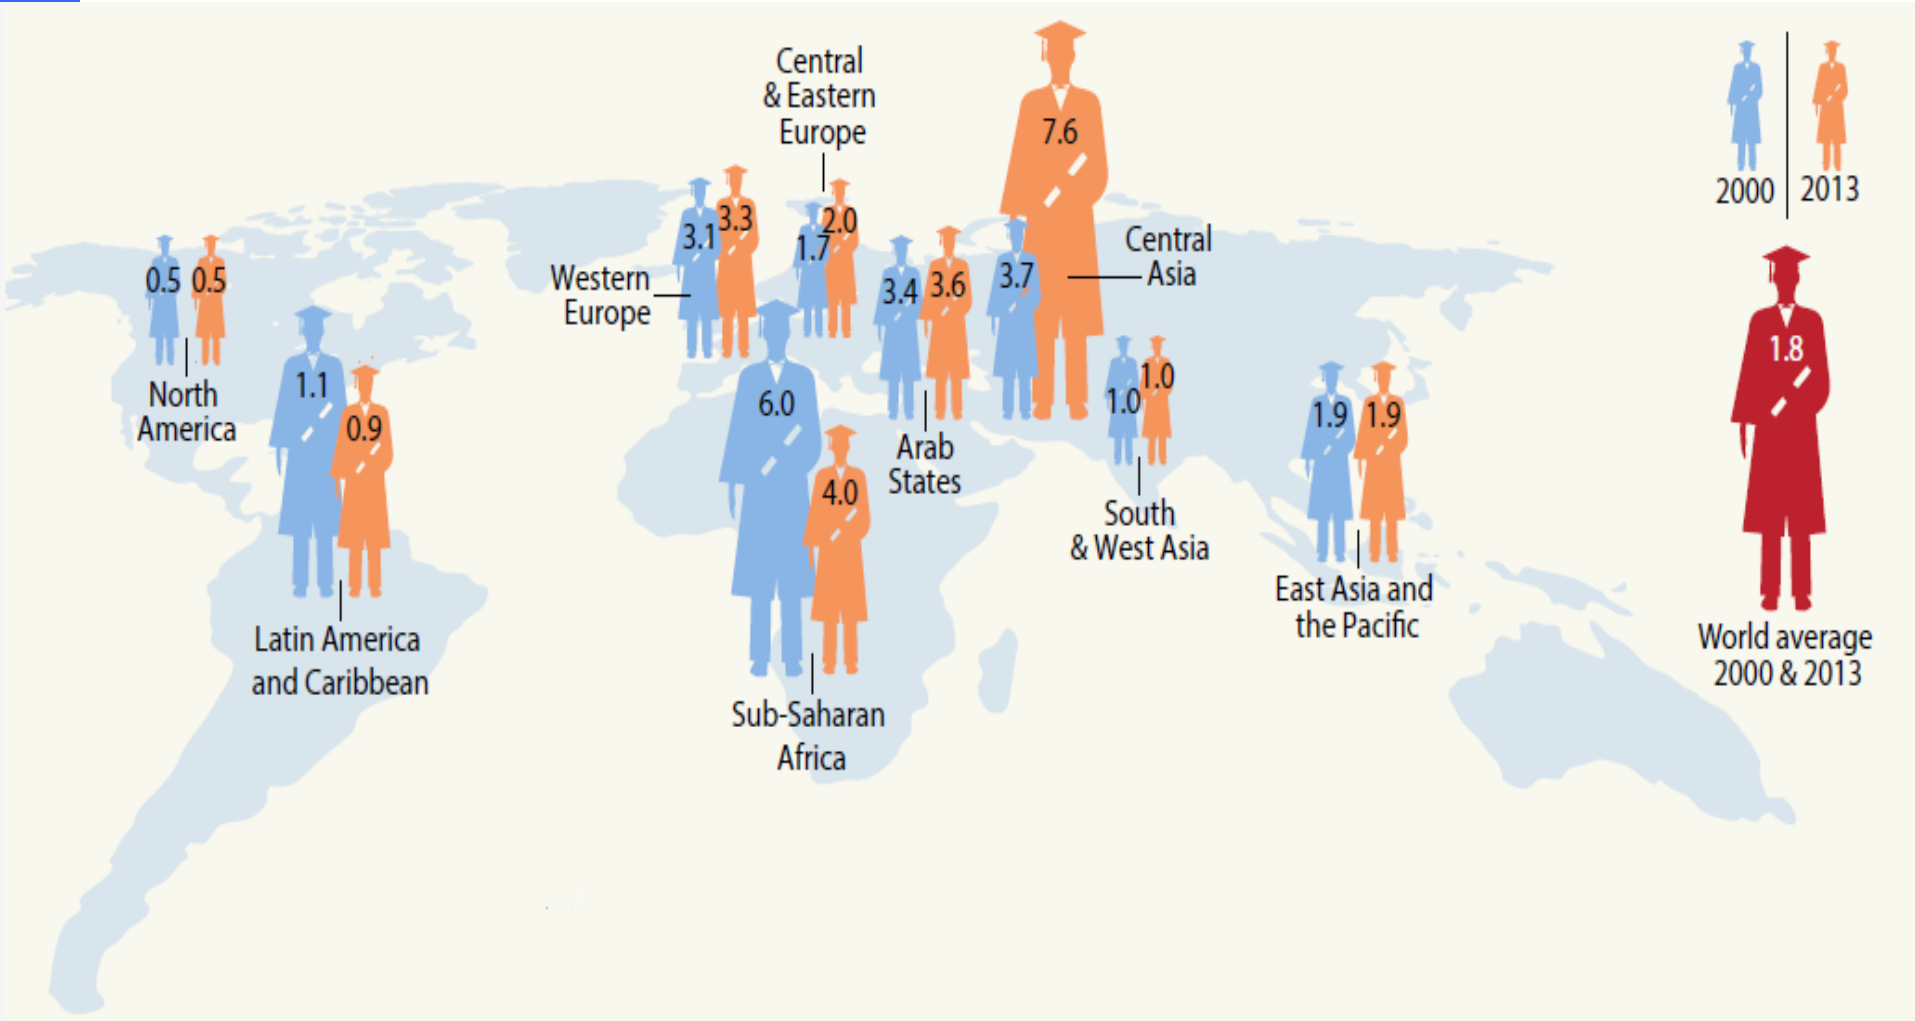 Central
& Eastern
Europe
7.6
2000
2013
3.1
3.3
1.7
2.0
Western
Europe
Central
Asia
3.4
3.6
3.7
0.5
0.5
North
America
1.1
0.9
6.0
4.0
Arab
States
1.0
1.0
South
& West Asia
1.9
1.9
East Asia and
the Pacific
1.8
World average
2000 & 2013
Latin America
and Caribbean
Sub-Saharan
Africa